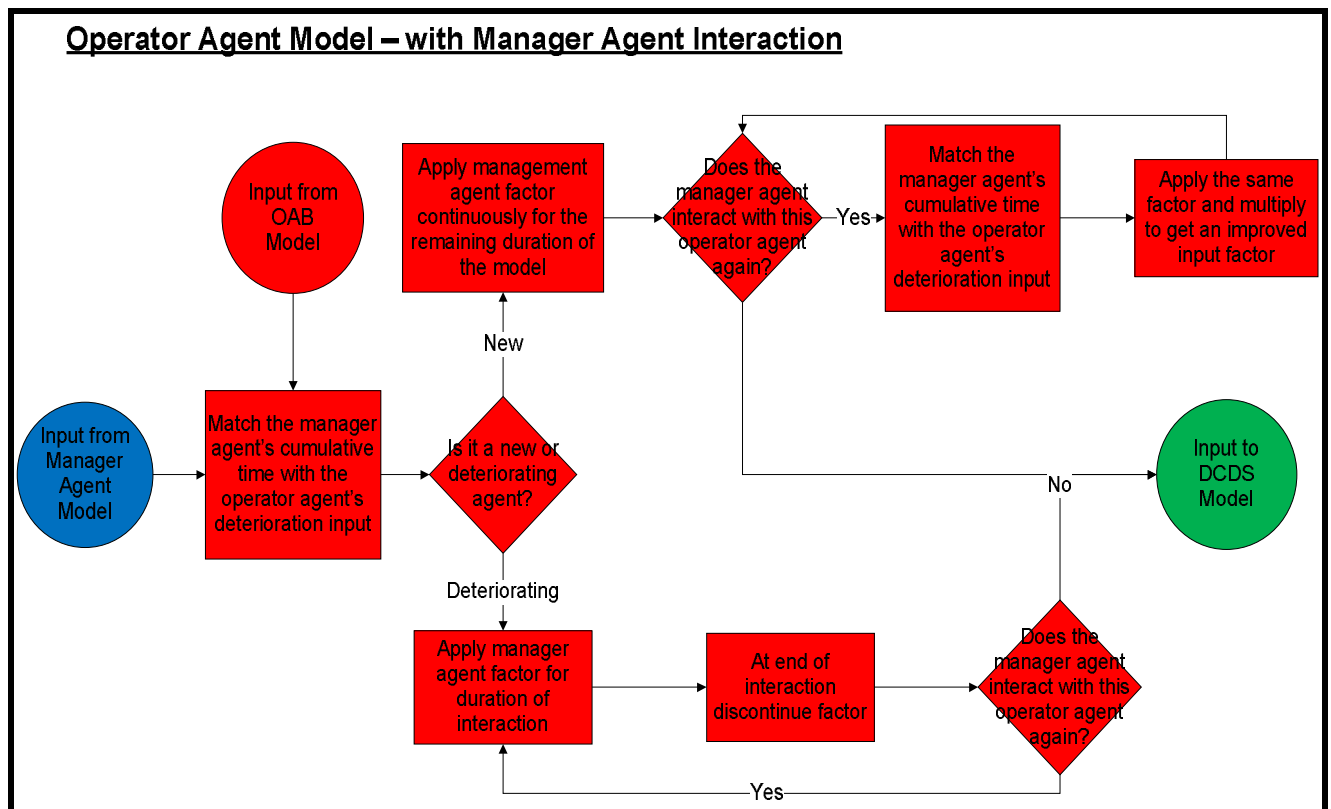 Operator Agent Model – with Manager Agent Interaction
Input from
OAB
Model
Apply management
agent factor
continuously for the
remaining duration of
the model
Does the
manager agent
interact with this
operator agent
again?
Yes
Match the
manager agent's
cumulative time
with the operator
agent's
deterioration input
Apply the same
factor and multiply
to get an improved
input factor
New
Input from
Manager
Agent
Model
Match the manager
agent's cumulative
time with the
operator agent's
deterioration input
Is it a new or
deteriorating
agent?
Input to
DCDS
Model
No
Deteriorating
Apply manager
agent factor for
duration of
interaction
At end of
interaction
discontinue factor
Does the
manager agent
interact with this
operator agent
again?
Yes